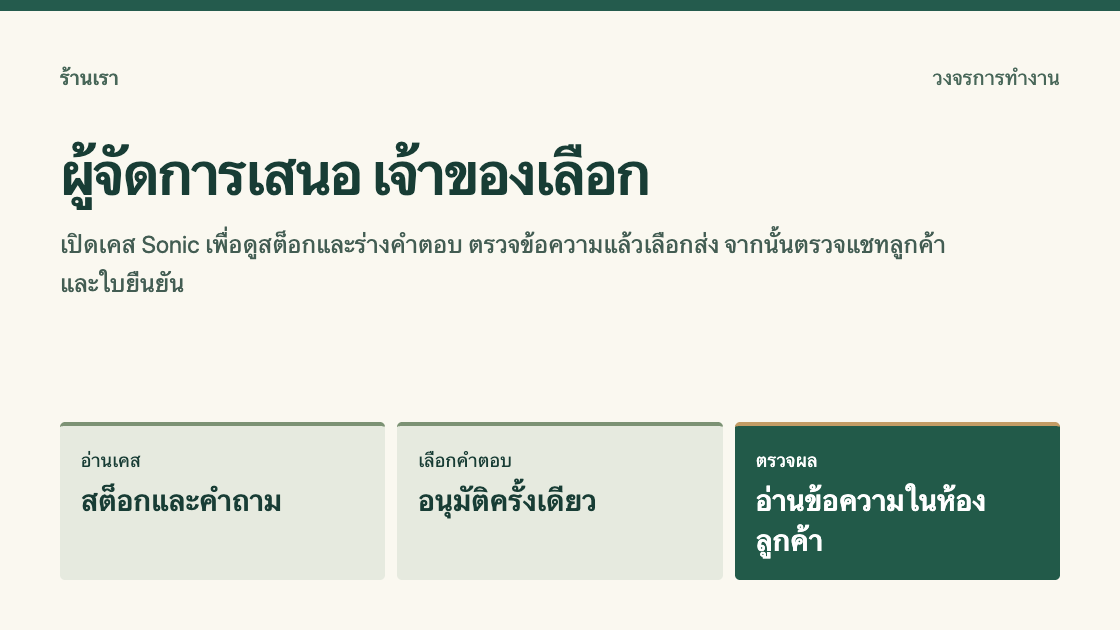 ร้านเรา
วงจรการทำงาน
ผู้จัดการเสนอ เจ้าของเลือก
เปิดเคส Sonic เพื่อดูสต็อกและร่างคำตอบ ตรวจข้อความแล้วเลือกส่ง จากนั้นตรวจแชทลูกค้า
และใบยืนยัน
อ่านเคส
สต็อกและคำถาม
เลือกคำตอบ
อนุมัติครั้งเดียว
ตรวจผล
อ่านข้อความในห้อง
ลูกค้า